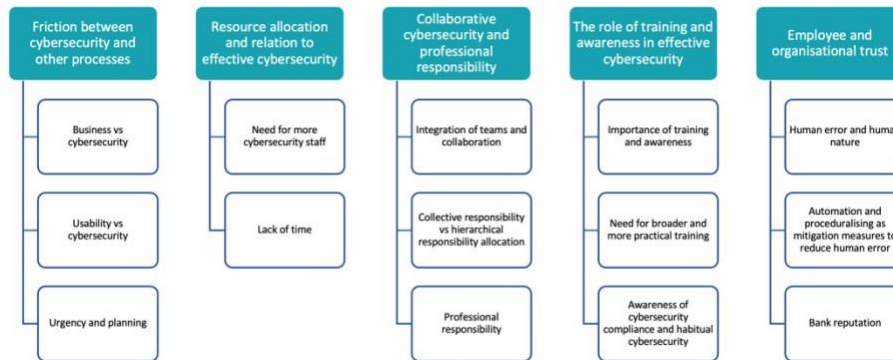 Friction between
cybersecurity and
other processes
Business vs
cybersecurity
Usability vs
cybersecurity
Urgency and planning
Resource allocation
and relation to
effective cybersecurity
Need for more
cybersecurity staff
Lack of time
Collaborative
cybersecurity and
professional
responsibility
Integration of teams and
collaboration
Collective responsibility
vs hierarchical
responsibility allocation
Professional
responsibility
The role of training and
awareness in effective
cybersecurity
Importance of training
and awareness
Need for broader and
more practical training
Awareness of
cybersecurity
compliance and habitual
cybersecurity
Employee and
organisational trust
Human error and human
nature
Automation and
proceduralising as
mitigation measures to
reduce human error
Bank reputation